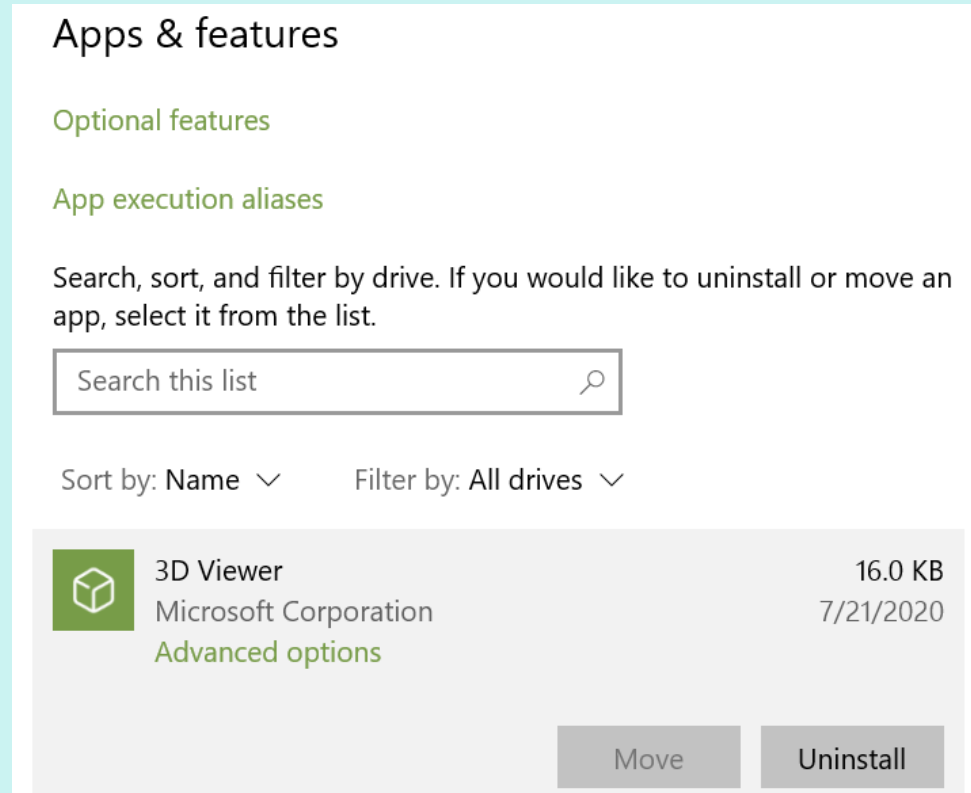 Apps & features
Optional features
App execution aliases
Search, sort, and filter by drive. If you would like to uninstall or move an
app, select it from the list.
Search this list
Sort by: Name Filter by: All drives
3D Viewer 16.0 KB
Microsoft Corporation 7/21/2020
Advanced options
Move Uninstall